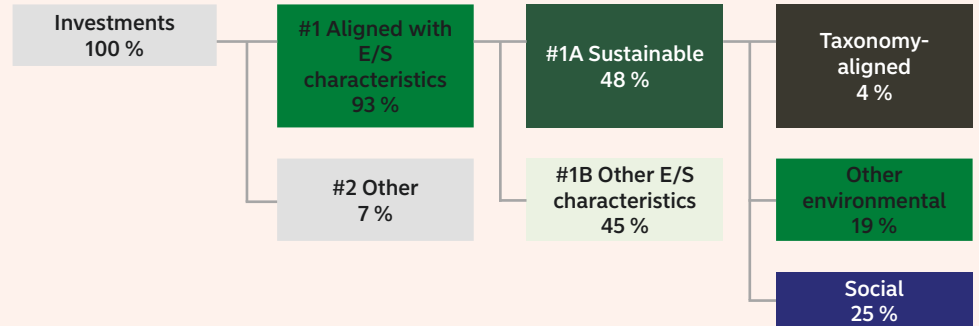 Investments
100 %
#1 Aligned with
E/S
characteristics
93 %
#1A Sustainable
48 %
Taxonomy-
aligned
4 %
#2 Other
7 %
#1B Other E/S
characteristics
45 %
Other
environmental
19 %
Social
25 %